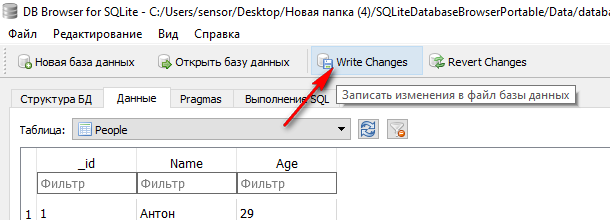 DB Browser for SQLite - C:/Users/sensor/Desktop/Новая папка (4)/SQLiteDatabaseBrowserPortable/Data/databa
Файл Редактирование Вид Справка
Новая база данных Открыть базу данных Write Changes Revert Changes
Записать изменения в файл базы данных
Структура БД Данные Pragmas Выполнение SQL
Таблица: People
_id Name Age
Фильтр Фильтр Фильтр
1 1 Антон 29